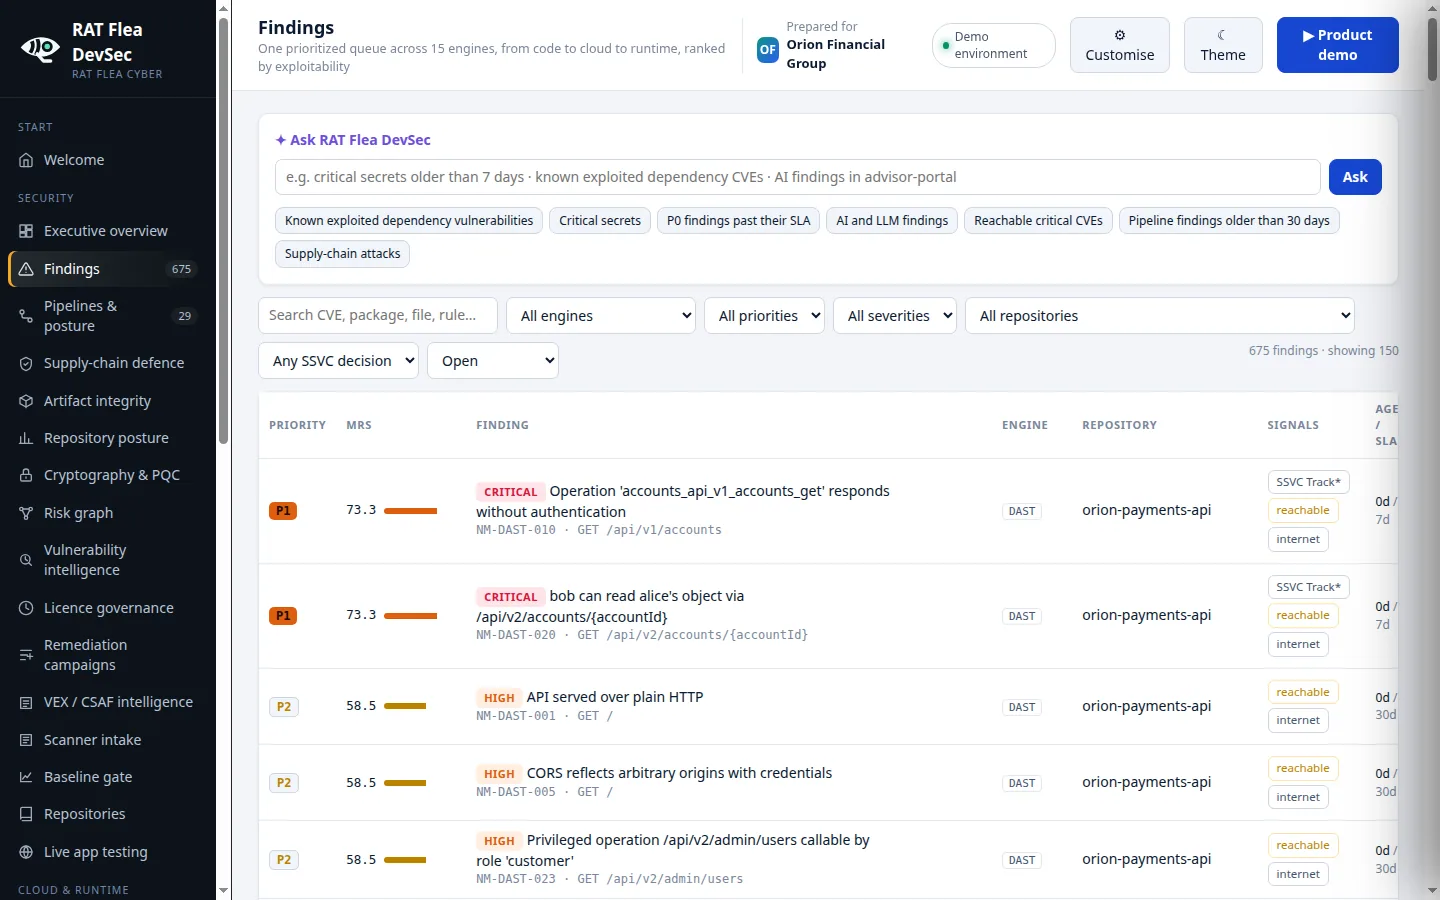 RAT Flea
DevSec
RAT FLEA CYBER
START
Welcome
SECURITY
Executive overview
Findings 675
Pipelines &
posture 29
Supply-chain defence
Artifact integrity
Repository posture
Cryptography & PQC
Risk graph
Vulnerability
intelligence
Licence governance
Remediation
campaigns
VEX / CSAF intelligence
Scanner intake
Baseline gate
Repositories
Live app testing
CLOUD & RUNTIME
Findings
One prioritized queue across 15 engines, from code to cloud to runtime, ranked
by exploitability
OF
Prepared for
Orion Financial
Group
Demo
environment
⚙
Customise
☾
Theme
▶ Product
demo
✦ Ask RAT Flea DevSec
e.g. critical secrets older than 7 days · known exploited dependency CVEs · AI findings in advisor-portal
Ask
Known exploited dependency vulnerabilities Critical secrets P0 findings past their SLA AI and LLM findings Reachable critical CVEs Pipeline findings older than 30 days
Supply-chain attacks
Search CVE, package, file, rule... All engines All priorities All severities All repositories
Any SSVC decision Open 675 findings · showing 150
PRIORITY MRS FINDING ENGINE REPOSITORY SIGNALS AGE
/
SLA
P1 73.3 CRITICAL Operation 'accounts_api_v1_accounts_get' responds
without authentication
NM-DAST-010 · GET /api/v1/accounts
DAST orion-payments-api
SSVC Track*
reachable
internet
0d /
7d
P1 73.3 CRITICAL bob can read alice's object via
/api/v2/accounts/{accountId}
NM-DAST-020 · GET /api/v2/accounts/{accountId}
DAST orion-payments-api
SSVC Track*
reachable
internet
0d /
7d
P2 58.5 HIGH API served over plain HTTP
NM-DAST-001 · GET /
DAST orion-payments-api
reachable
internet
0d /
30d
P2 58.5 HIGH CORS reflects arbitrary origins with credentials
NM-DAST-005 · GET /
DAST orion-payments-api
reachable
internet
0d /
30d
P2 58.5 HIGH Privileged operation /api/v2/admin/users callable by
role 'customer'
NM-DAST-023 · GET /api/v2/admin/users
DAST orion-payments-api
reachable
internet
0d /
30d